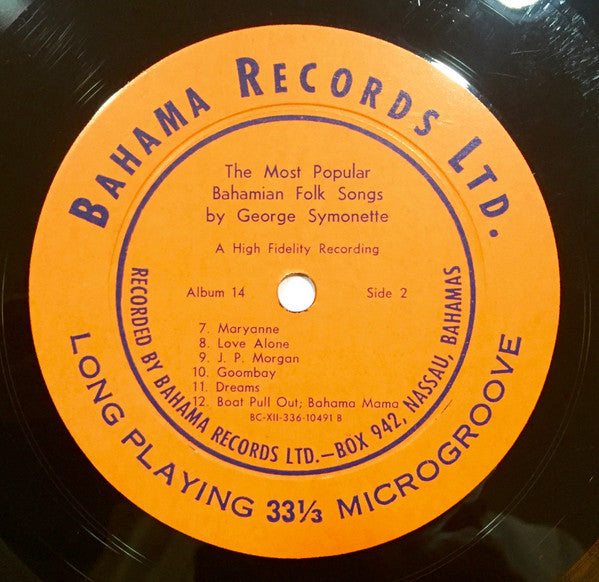 BAHAMA RECORDS LTD.
The Most Popular
Bahamian Folk Songs
by George Symonette
A High Fidelity Recording
Album 14 Side 2
7. Maryanne
8. Love Alone
9. J. P. Morgan
10. Goombay
11. Dreams
12. Boat Pull Out; Bahama Mama
BC-XII-336-10491 B
RECORDED BY BAHAMA RECORDS LTD.—BOX 942, NASSAU, BAHAMAS
LONG PLAYING 33⅓ MICROGROOVE